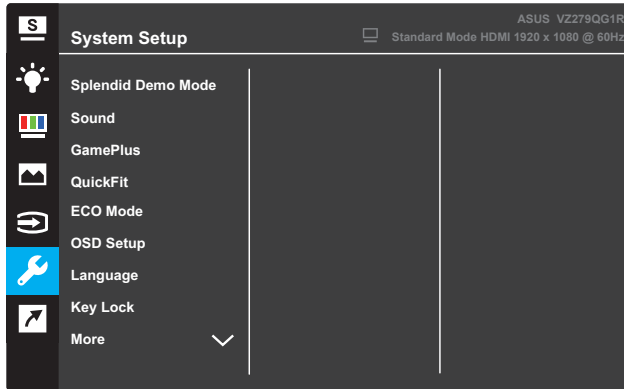 S
ASUS VZ279QG1R
System Setup
Standard Mode HDMI 1920 x 1080 @ 60Hz
Splendid Demo Mode
Sound
GamePlus
QuickFit
ECO Mode
OSD Setup
Language
Key Lock
More